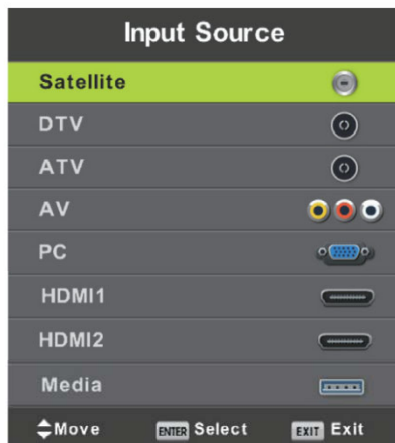 Input Source
Satellite
DTV
ATV
AV
PC
HDMI1
HDMI2
Media
Move ENTER Select EXIT Exit